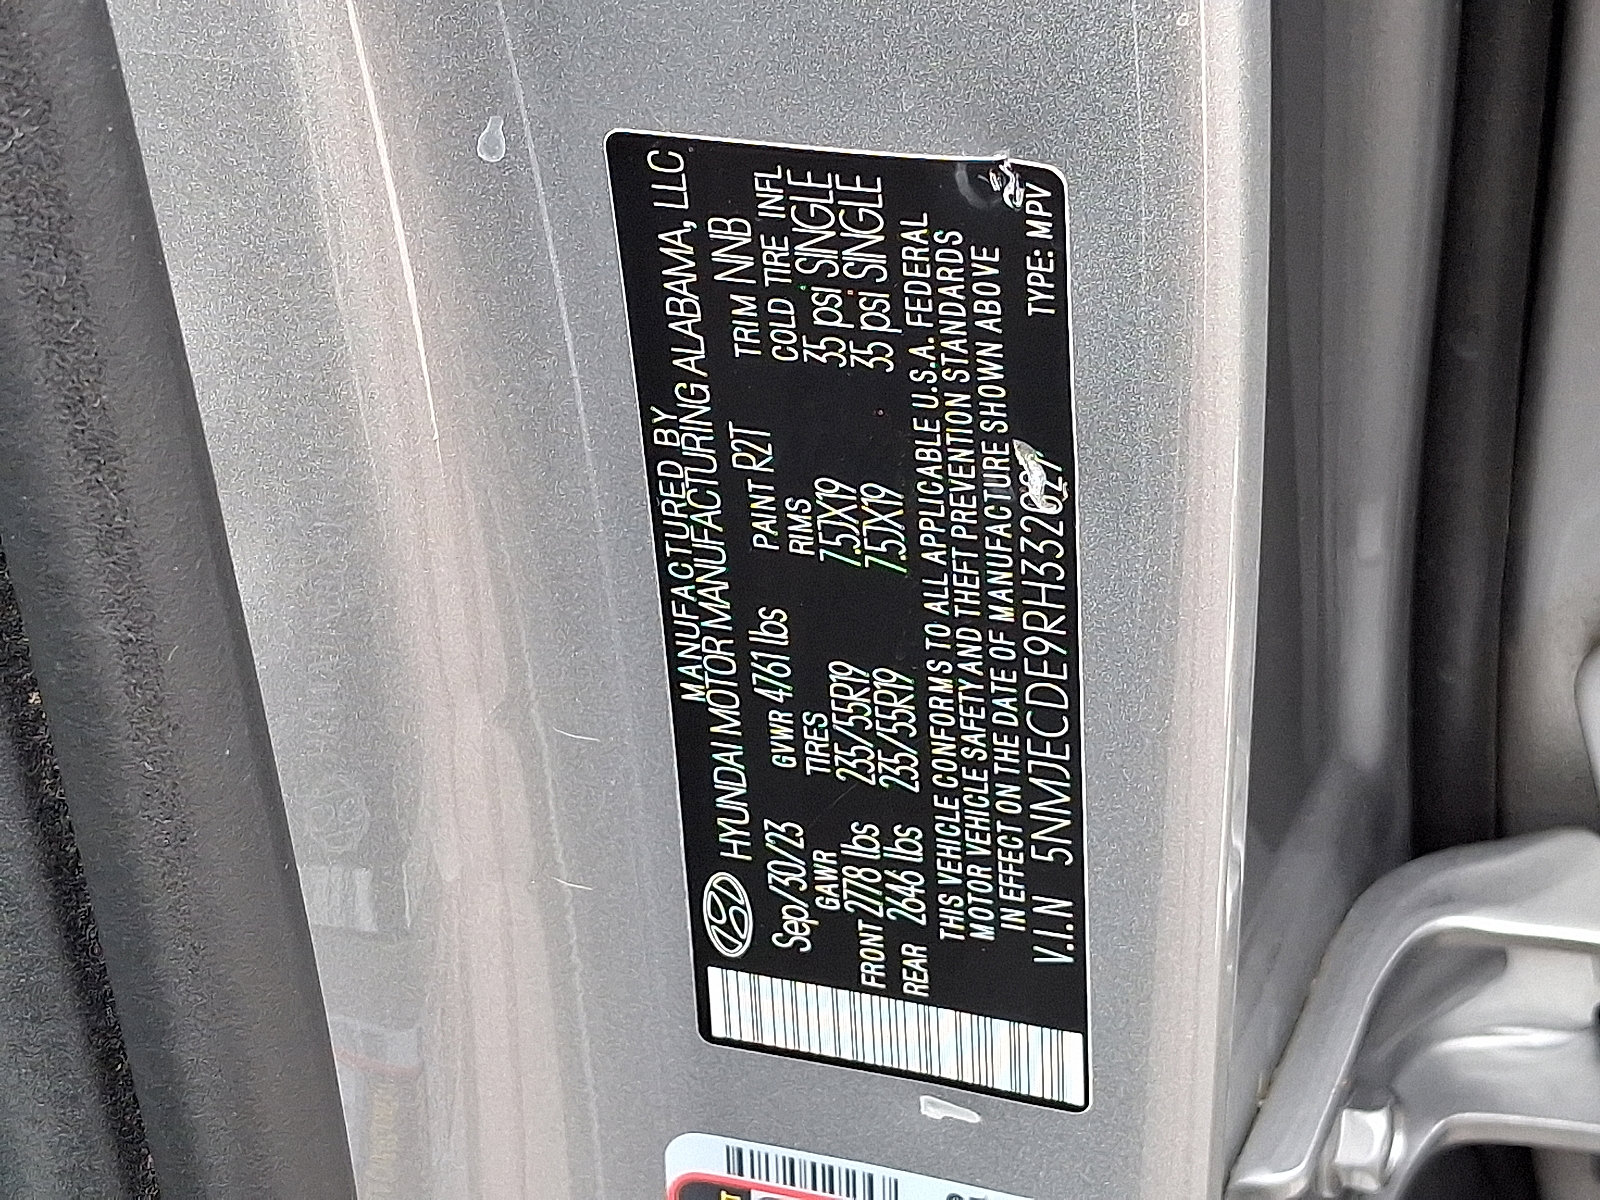 MANUFACTURED BY
HYUNDAI MOTOR MANUFACTURING ALABAMA, LLC
Sep/30/23 GVWR 4761 lbs PAINT R2T TRIM NNB
GAWR TIRES RIMS COLD TIRE INFL
FRONT 2778 lbs 235/55R19 7.5JX19 35 psi SINGLE
REAR 2646 lbs 235/55R19 7.5JX19 35 psi SINGLE
THIS VEHICLE CONFORMS TO ALL APPLICABLE U.S.A. FEDERAL
MOTOR VEHICLE SAFETY AND THEFT PREVENTION STANDARDS
IN EFFECT ON THE DATE OF MANUFACTURE SHOWN ABOVE
V.I.N 5NMJECDE9RH332027 TYPE: MPV